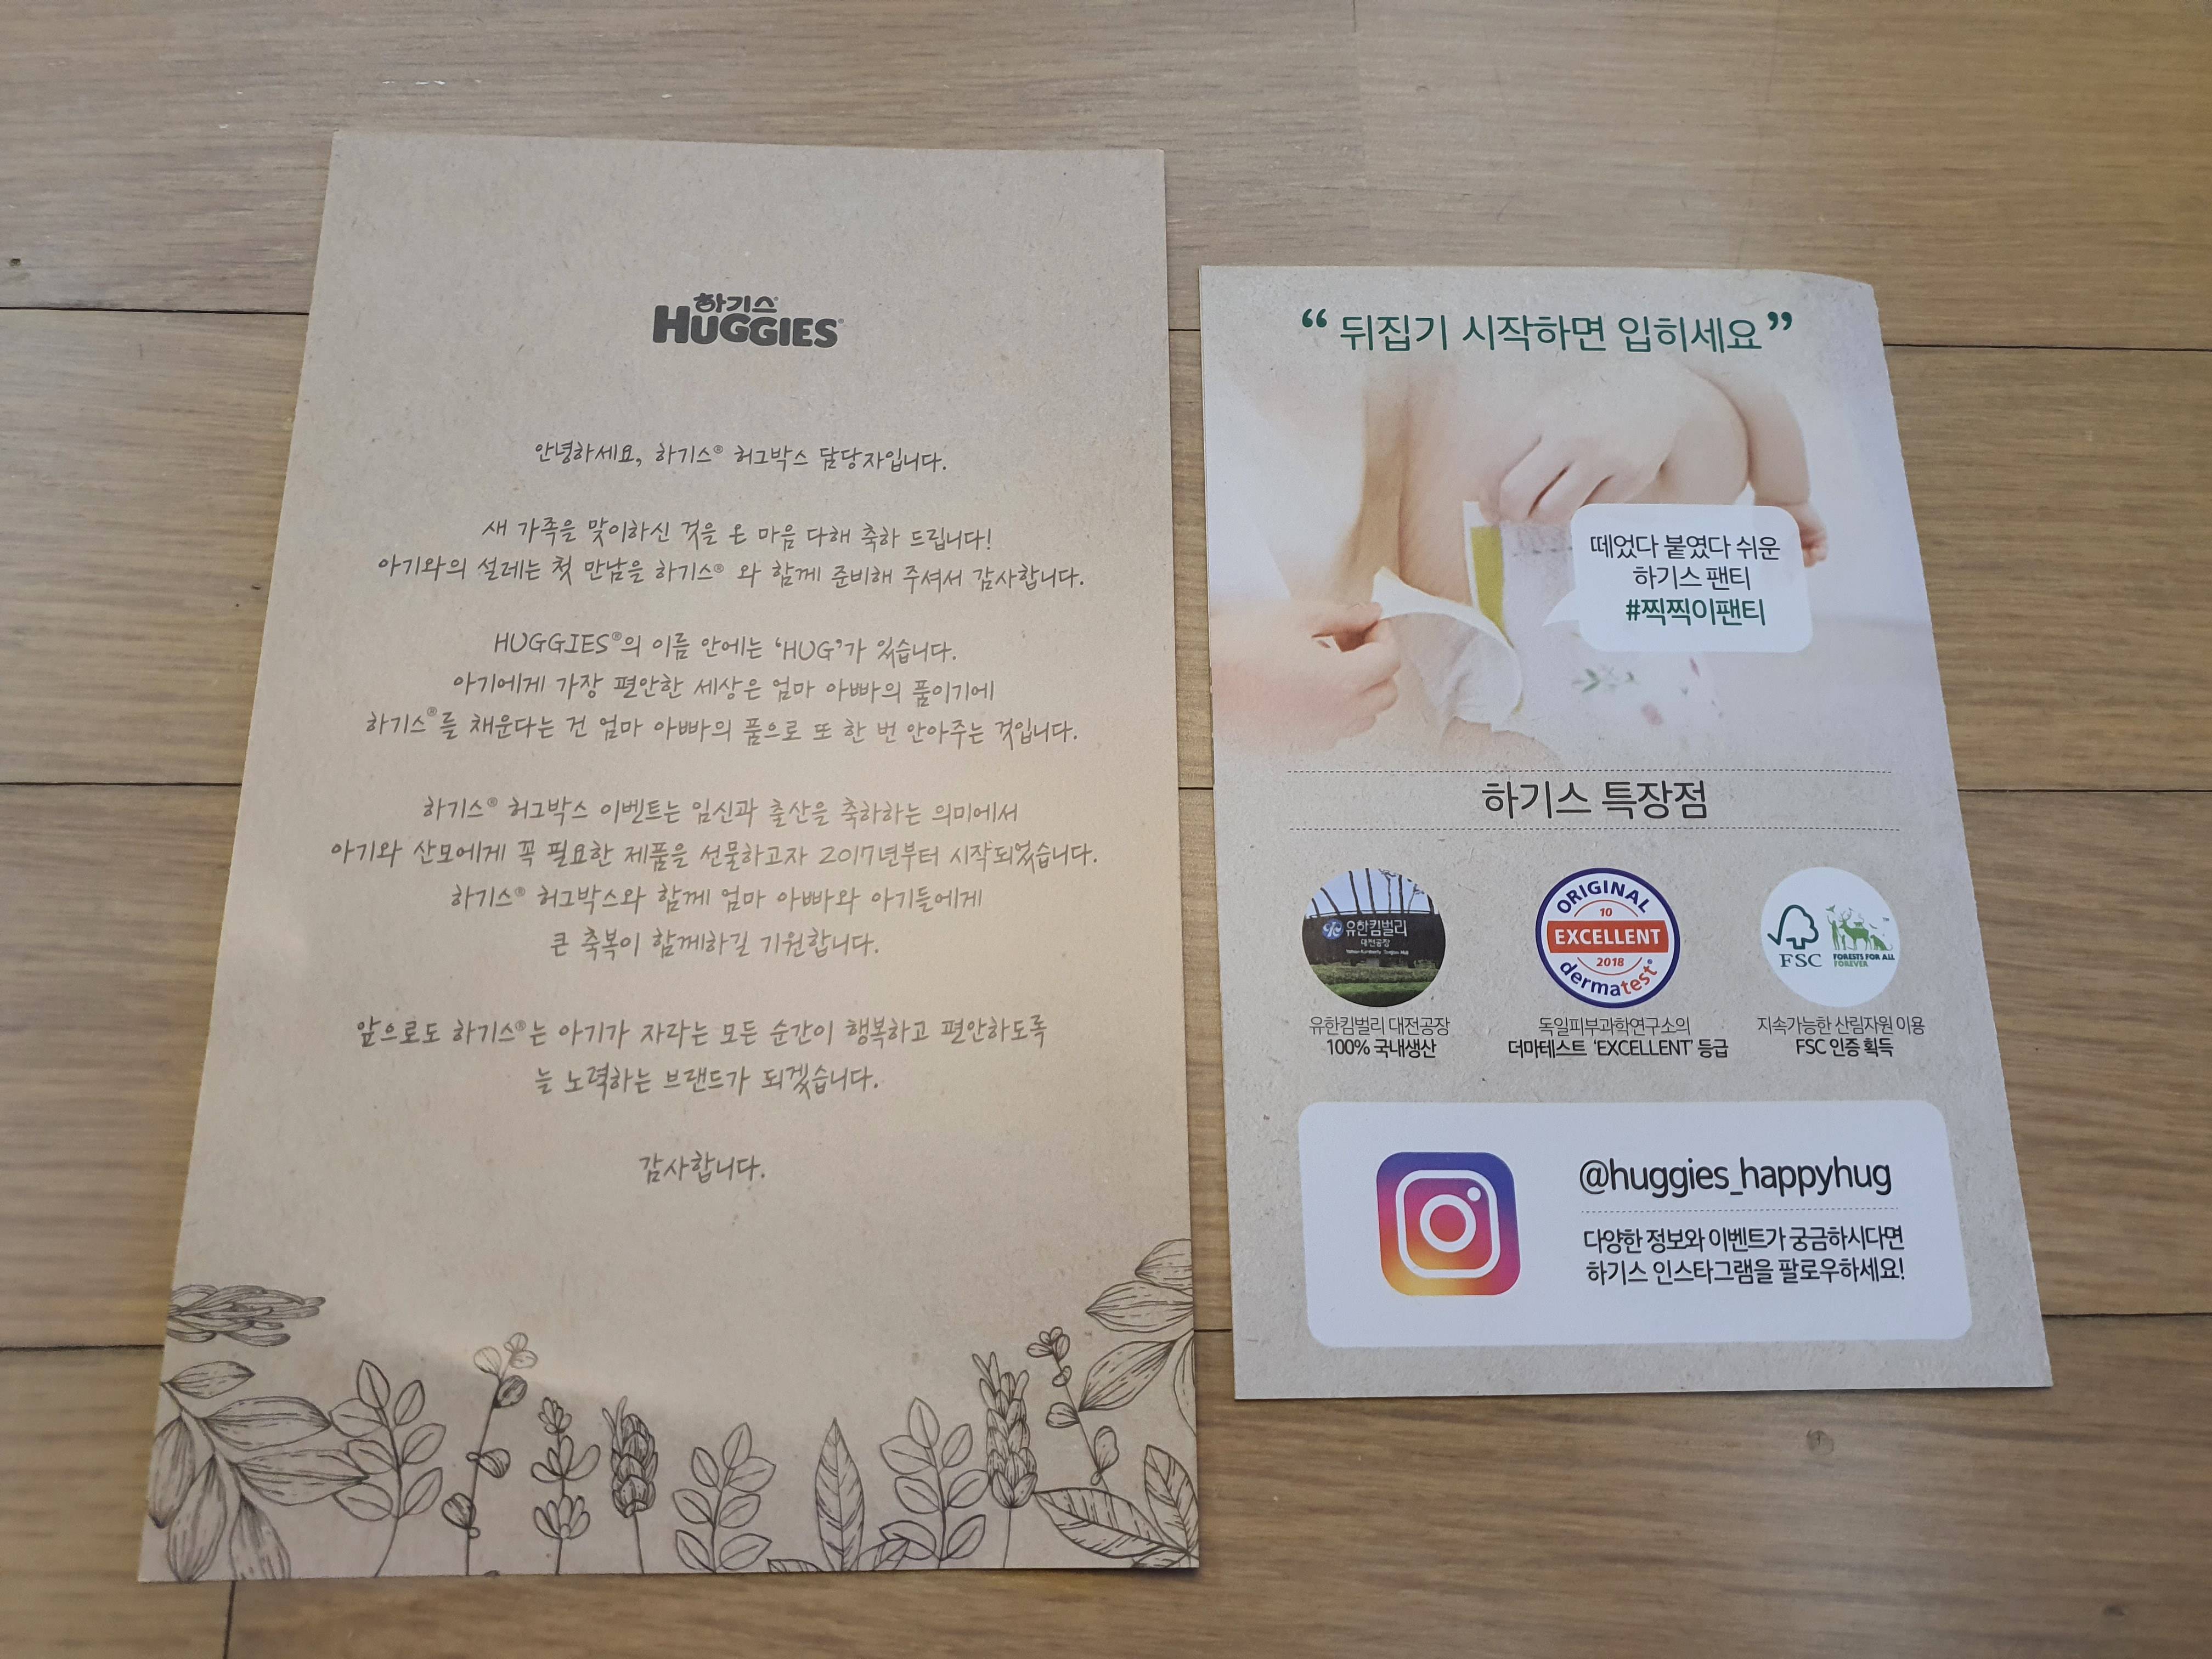 하기스
HUGGIES®
안녕하세요, 하기스® 허그박스 담당자입니다.
새 가족을 맞이하신 것을 온 마음 다해 축하 드립니다!
아기와의 설레는 첫 만남을 하기스® 와 함께 준비해 주셔서 감사합니다.
HUGGIES®의 이름 안에는 ‘HUG’가 있습니다.
아기에게 가장 편안한 세상은 엄마 아빠의 품이기에
하기스®를 채운다는 건 엄마 아빠의 품으로 또 한 번 안아주는 것입니다.
하기스® 허그박스 이벤트는 임신과 출산을 축하하는 의미에서
아기와 산모에게 꼭 필요한 제품을 선물하고자 2017년부터 시작되었습니다.
하기스® 허그박스와 함께 엄마 아빠와 아기들에게
큰 축복이 함께하길 기원합니다.
앞으로도 하기스®는 아기가 자라는 모든 순간이 행복하고 편안하도록
늘 노력하는 브랜드가 되겠습니다.
감사합니다.
“ 뒤집기 시작하면 입히세요 ”
떼었다 붙였다 쉬운
하기스 팬티
#찍찍이팬티
하기스 특장점
유한킴벌리
대전공장
ORIGINAL
10
EXCELLENT
2018
dermatest®
FSC
FORESTS FOR ALL
FOREVER
유한킴벌리 대전공장
100% 국내생산
독일피부과학연구소의
더마테스트 ‘EXCELLENT’ 등급
지속가능한 산림자원 이용
FSC 인증 획득
@huggies_happyhug
다양한 정보와 이벤트가 궁금하시다면
하기스 인스타그램을 팔로우하세요!